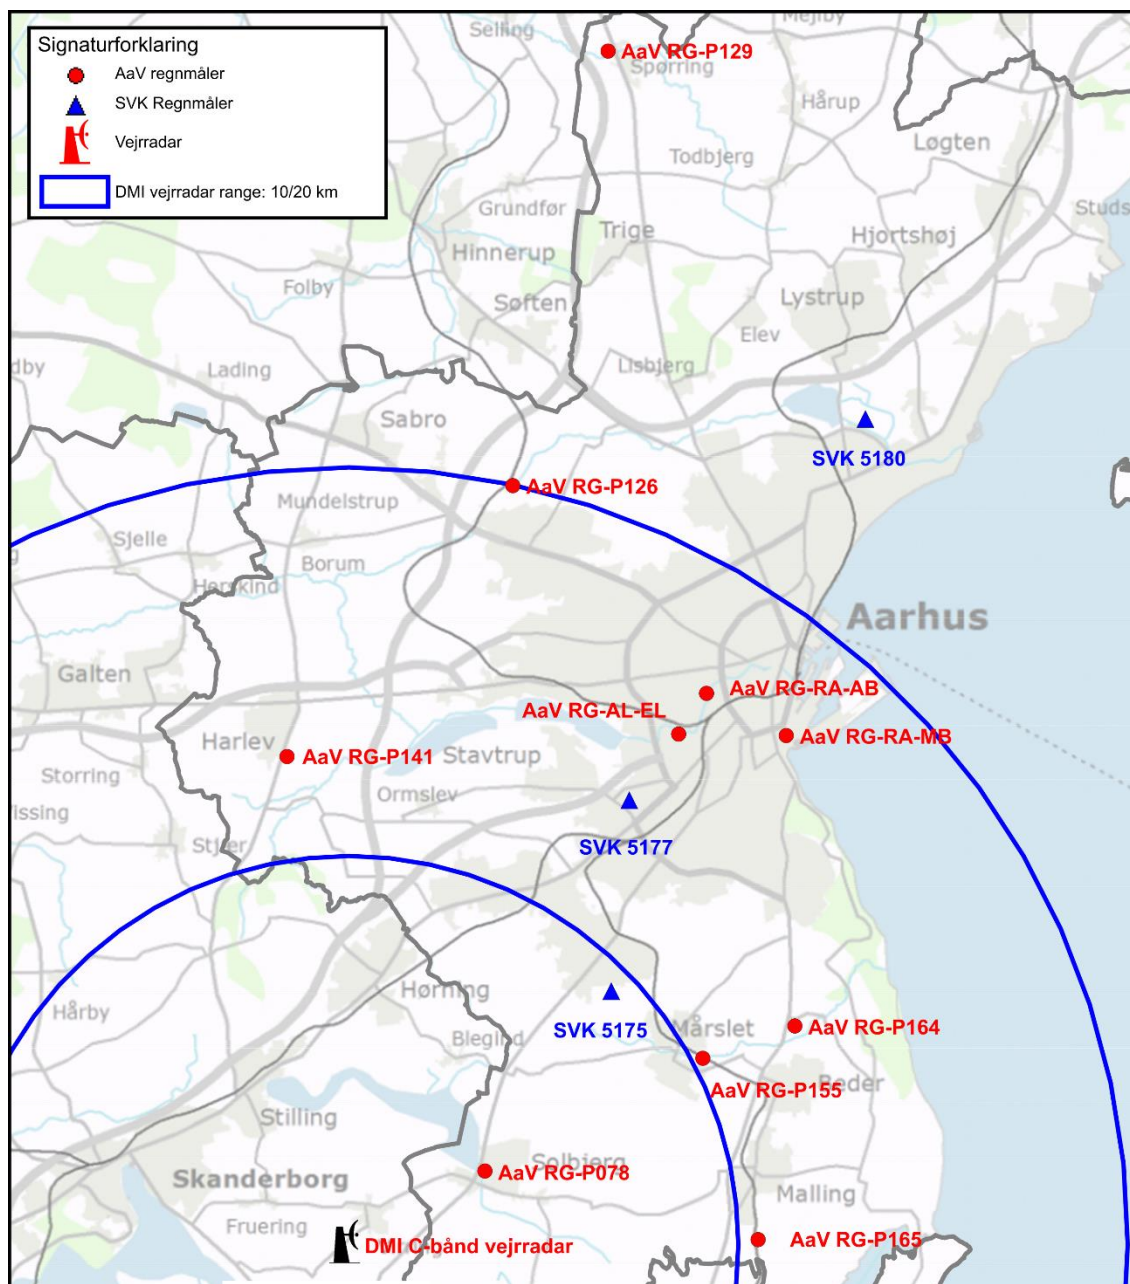 Selling
Mejlby
Signaturforklaring
AaV regnmåler
SVK Regnmåler
Vejrradar
DMI vejrradar range: 10/20 km
AaV RG-P129
Spørring
Hårup
Løgten
Todbjerg
Grundfør
Studs
Trige
Hjortshøj
Hinnerup
Folby
Søften
Lystrup
Elev
Lisbjerg
dby
Lading
Sabro
SVK 5180
AaV RG-P126
Mundelstrup
Sjelle
Borum
Herskind
Aarhus
Galten
AaV RG-RA-AB
AaV RG-AL-EL
AaV RG-RA-MB
Harlev
AaV RG-P141
Stavtrup
Storring
Ormslev
issing
SVK 5177
Stjær
Hørning
Hårby
SVK 5175
Mårslet
AaV RG-P164
Blegind
Beder
AaV RG-P155
Stilling
Solbjerg
AaV RG-P078
Skanderborg
Malling
Fruering
DMI C-bånd vejrradar
AaV RG-P165